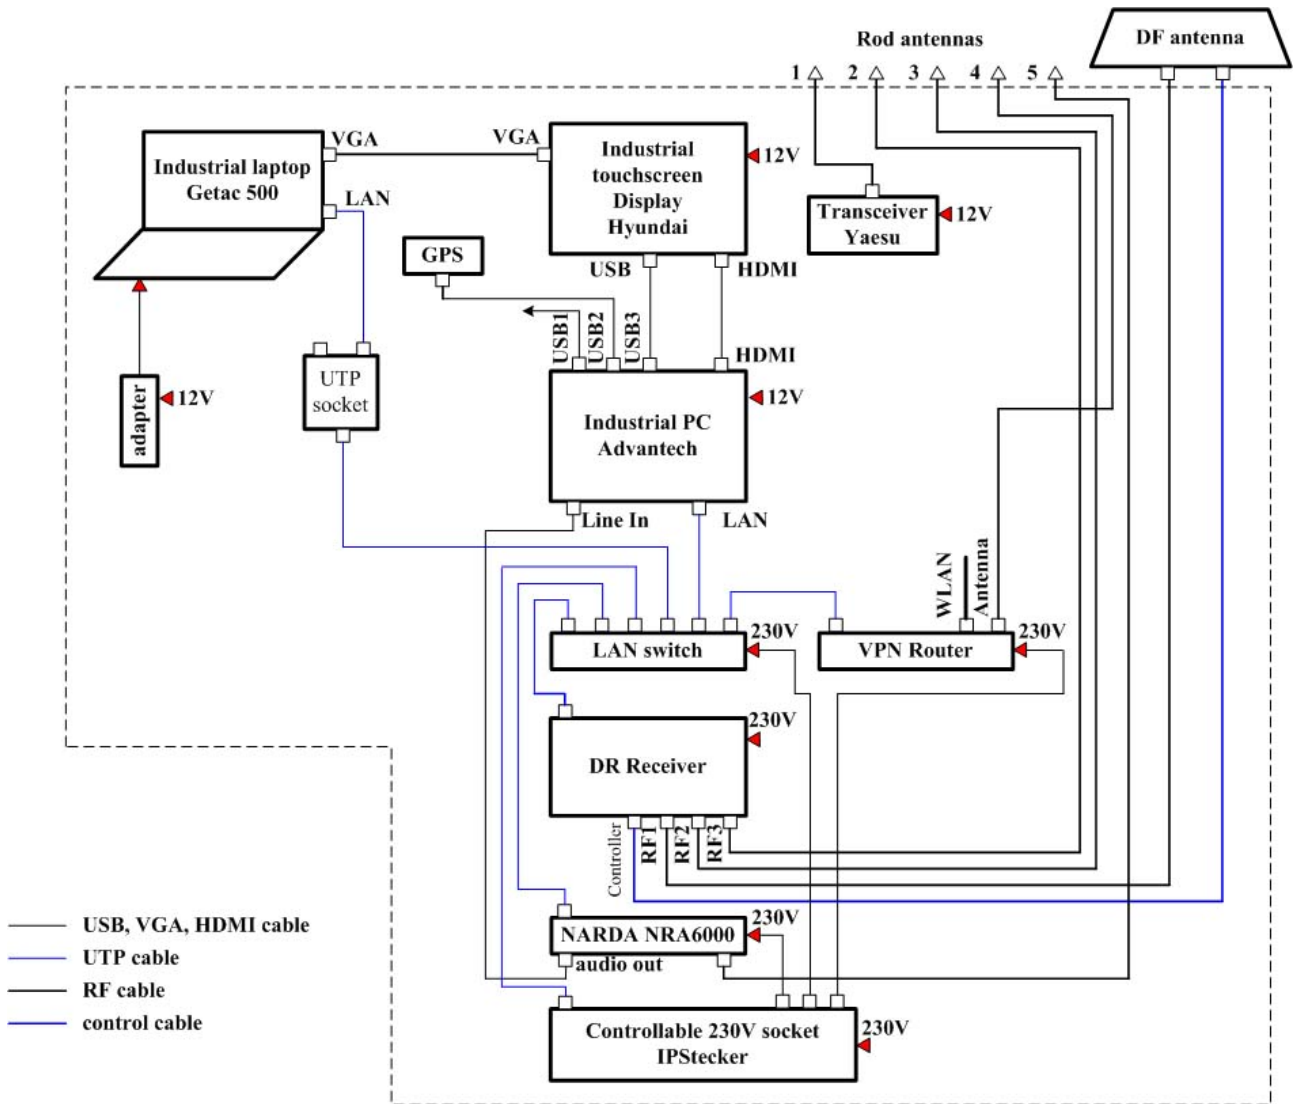 Rod antennas
DF antenna
1
2
3
4
5
VGA
VGA
Industrial laptop
Getac 500
LAN
Industrial
touchscreen
Display
Hyundai
12V
Transceiver
Yaesu
12V
GPS
USB
HDMI
USB1
USB2
USB3
HDMI
adapter
12V
UTP
socket
Industrial PC
Advantech
12V
Line In
LAN
WLAN
Antenna
LAN switch
230V
VPN Router
230V
DR Receiver
230V
Controller
RF1
RF2
RF3
NARDA NRA6000
230V
audio out
Controllable 230V socket
IPStecker
230V
USB, VGA, HDMI cable
UTP cable
RF cable
control cable